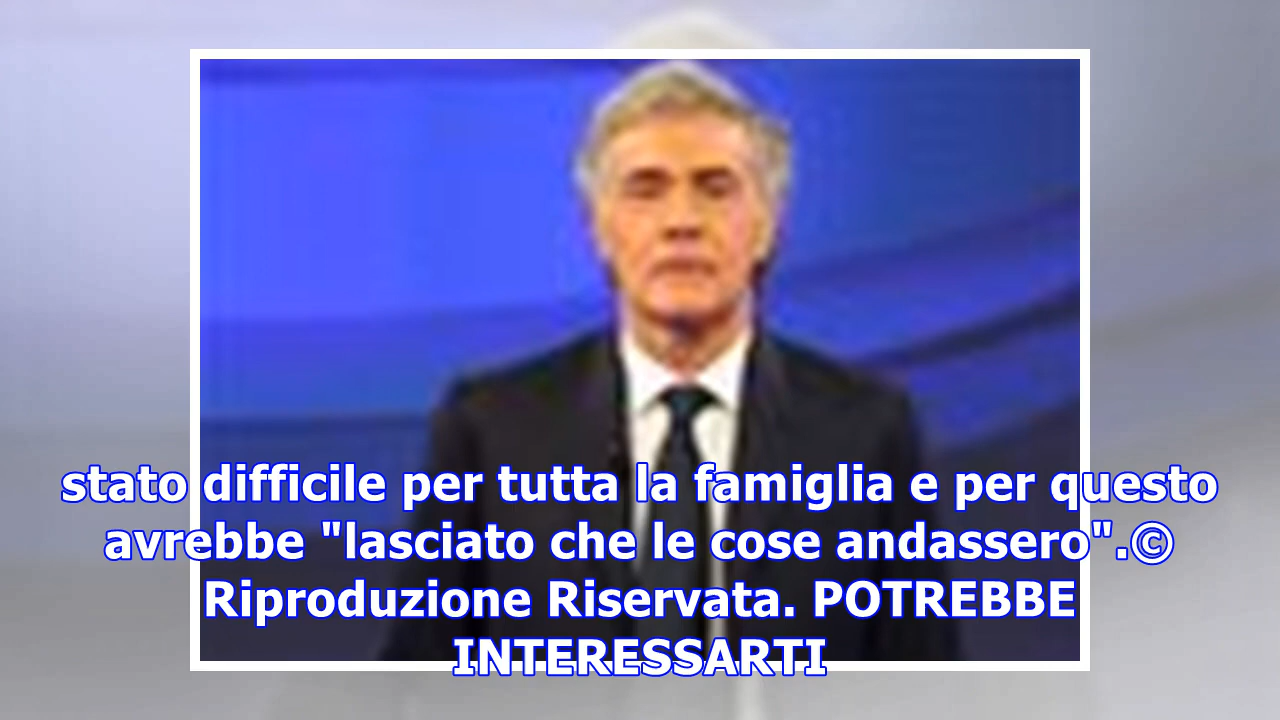 stato difficile per tutta la famiglia e per questo
avrebbe "lasciato che le cose andassero".©
Riproduzione Riservata. POTREBBE
INTERESSARTI